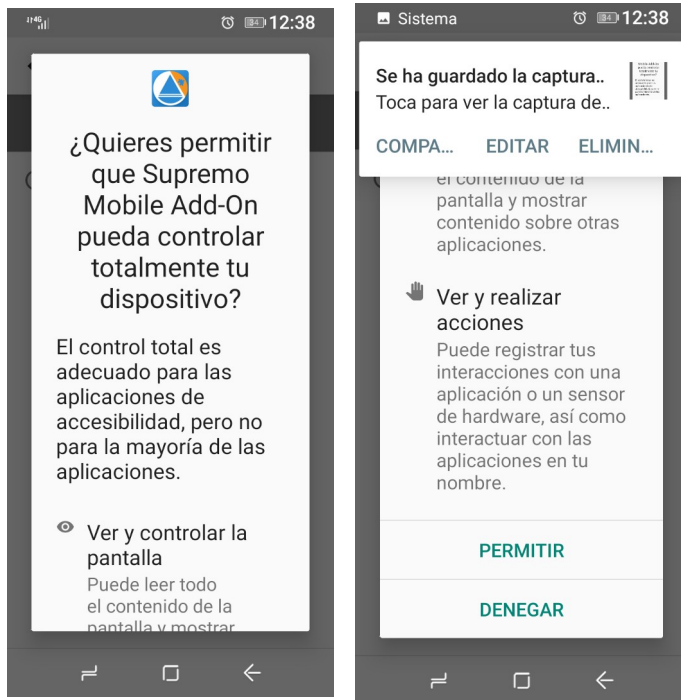 4G
34 12:38
¿Quieres permitir
que Supremo
Mobile Add-On
pueda controlar
totalmente tu
dispositivo?
El control total es
adecuado para las
aplicaciones de
accesibilidad, pero no
para la mayoría de las
aplicaciones.
Ver y controlar la
pantalla
Puede leer todo
el contenido de la
pantalla y mostrar
Sistema
34 12:38
Se ha guardado la captura..
Toca para ver la captura de..
COMPA...
EDITAR
ELIMIN...
el contenido de la
pantalla y mostrar
contenido sobre otras
aplicaciones.
Ver y realizar
acciones
Puede registrar tus
interacciones con una
aplicación o un sensor
de hardware, así como
interactuar con las
aplicaciones en tu
nombre.
PERMITIR
DENEGAR